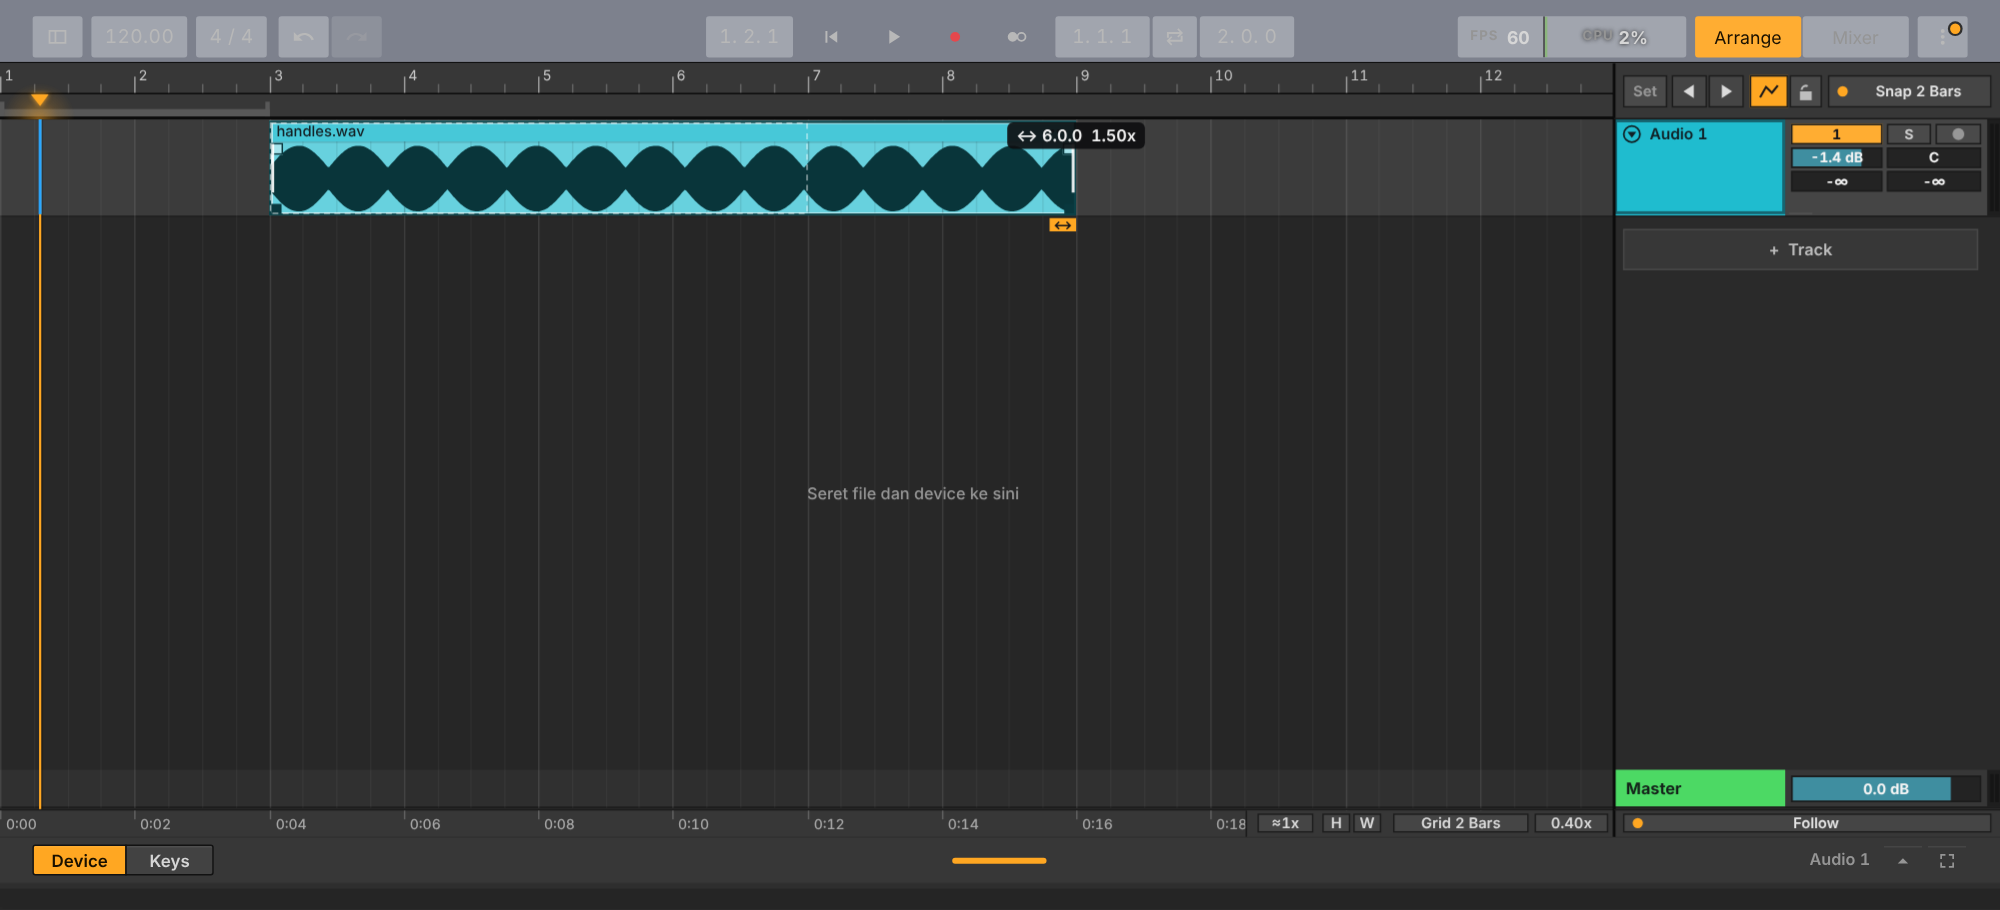 120.00 4 / 4 1. 2. 1 1. 1. 1 2. 0. 0 FPS 60 CPU 2% Arrange Mixer
1 2 3 4 5 6 7 8 9 10 11 12
Set Snap 2 Bars
handles.wav
6.0.0 1.50x
Audio 1 1 S
-1.4 dB C
-∞ -∞
+ Track
Seret file dan device ke sini
Master 0.0 dB
0:00 0:02 0:04 0:06 0:08 0:10 0:12 0:14 0:16 0:18 ≈1x H W Grid 2 Bars 0.40x Follow
Device Keys Audio 1